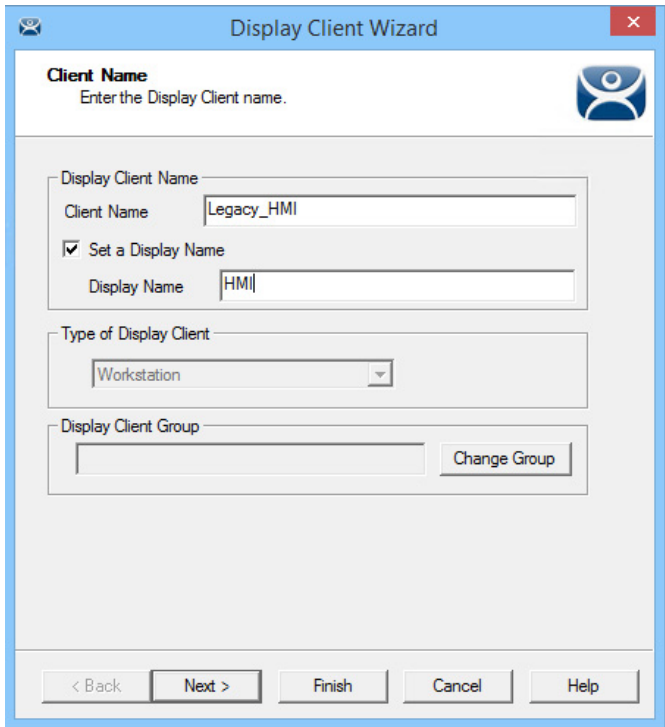 Display Client Wizard
Client Name
Enter the Display Client name.
Display Client Name
Client Name Legacy_HMI
Set a Display Name
Display Name HMI
Type of Display Client
Workstation
Display Client Group
Change Group
< Back Next > Finish Cancel Help